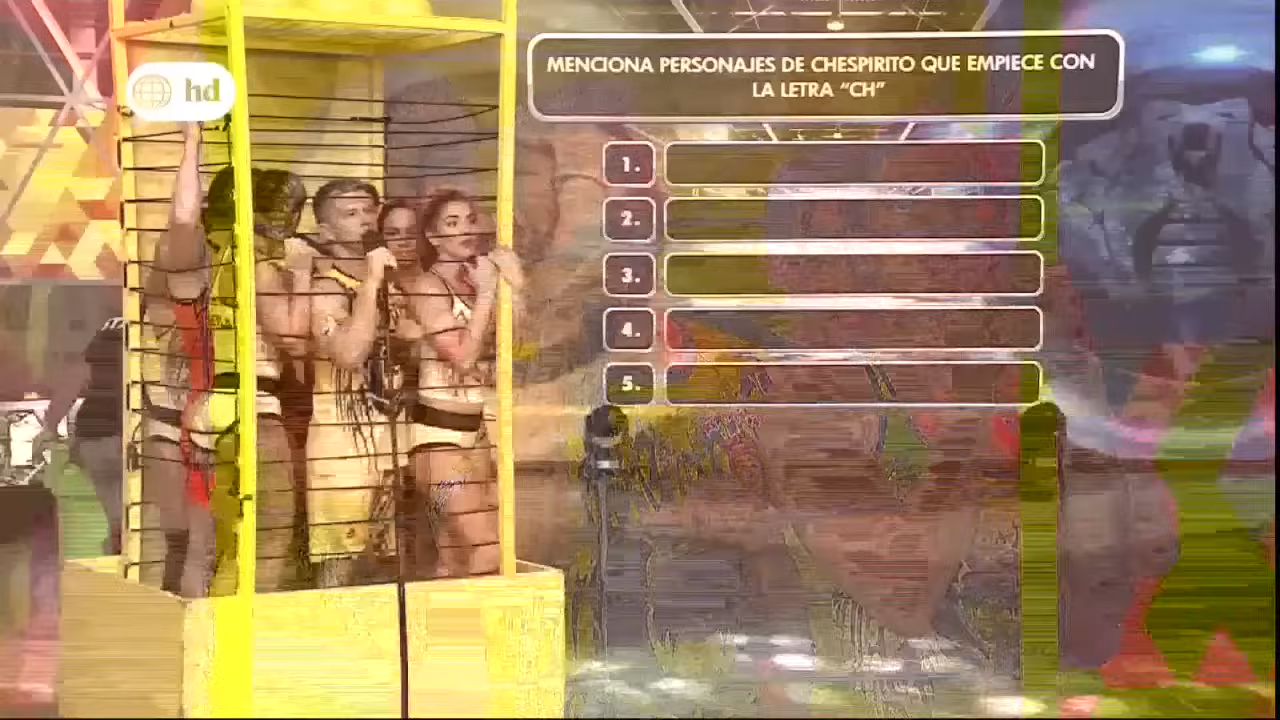 hd
MENCIONA PERSONAJES DE CHESPIRITO QUE EMPIECE CON
LA LETRA “CH”
1.
2.
3.
4.
5.